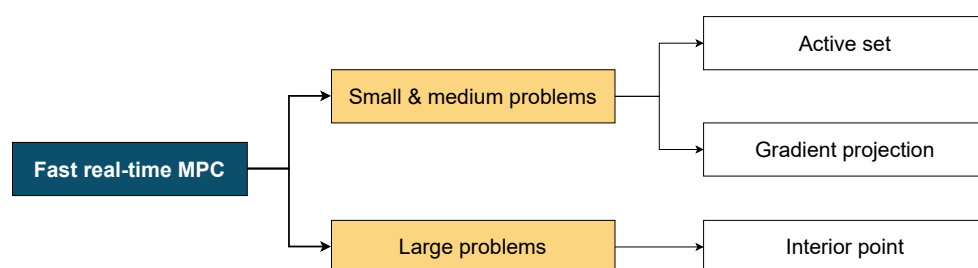 Fast real-time MPC
Small & medium problems
Active set
Gradient projection
Large problems
Interior point